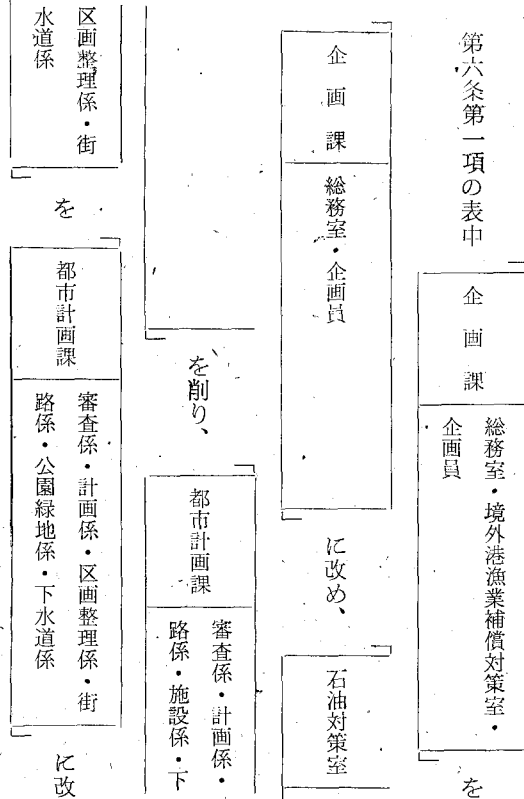 第六条第一項の表中
「企画課
総務室・境外港漁業補償対策室・
企画員」
を
「企画課
総務室・企画員」
に改め、
「石油対策室
」
を削り、
「都市計画課
審査係・計画係・
路係・施設係・下
区画整理係・街
水道係」
を
「都市計画課
審査係・計画係・区画整理係・街
路係・公園緑地係・下水道係」
に改